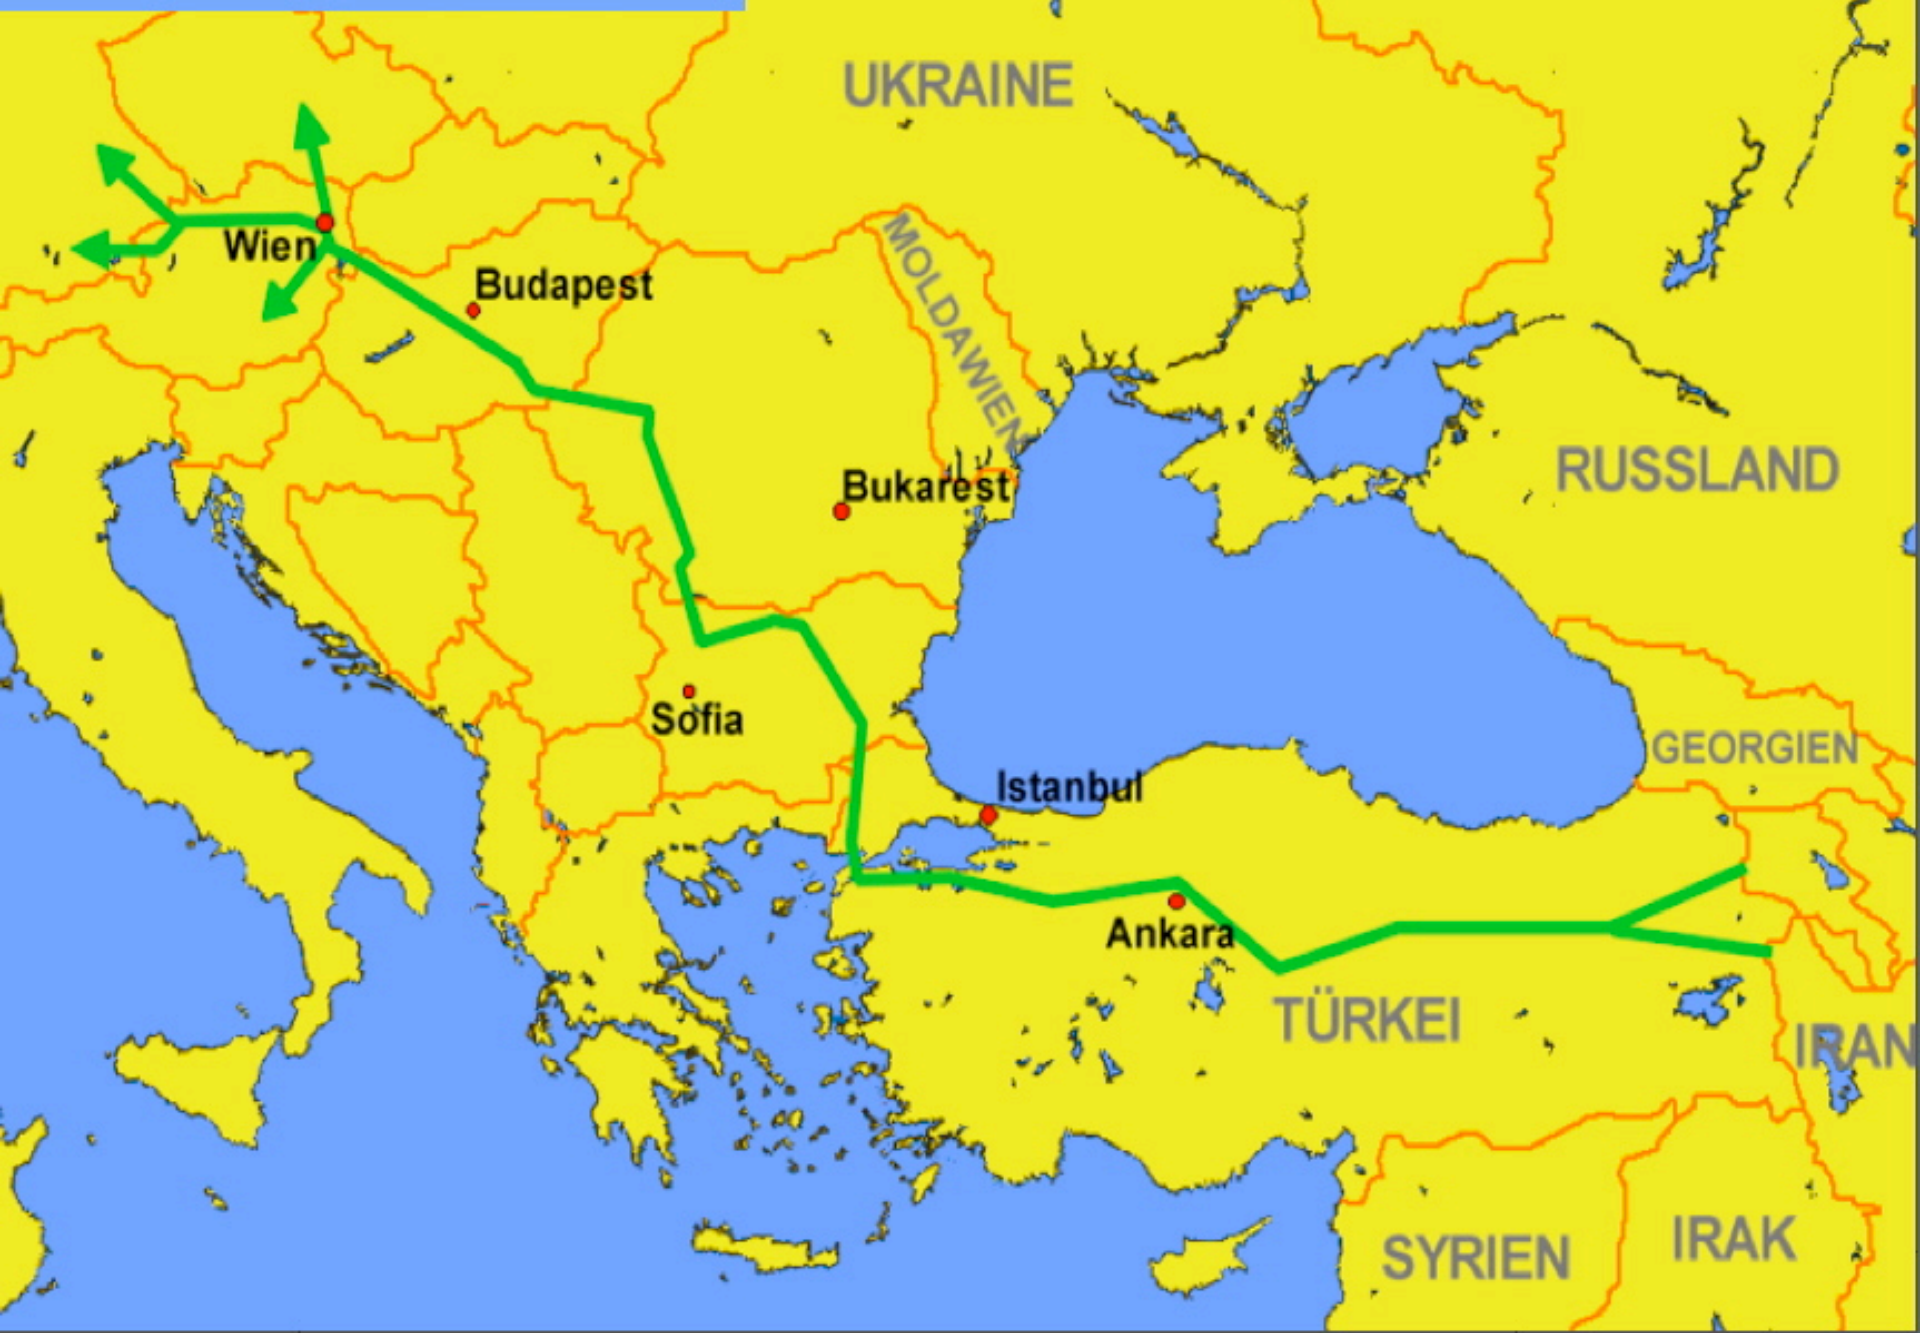 UKRAINE
MOLDAWIEN
Wien
Budapest
RUSSLAND
Bukarest
Sofia
GEORGIEN
Istanbul
Ankara
TÜRKEI
IRAN
SYRIEN
IRAK